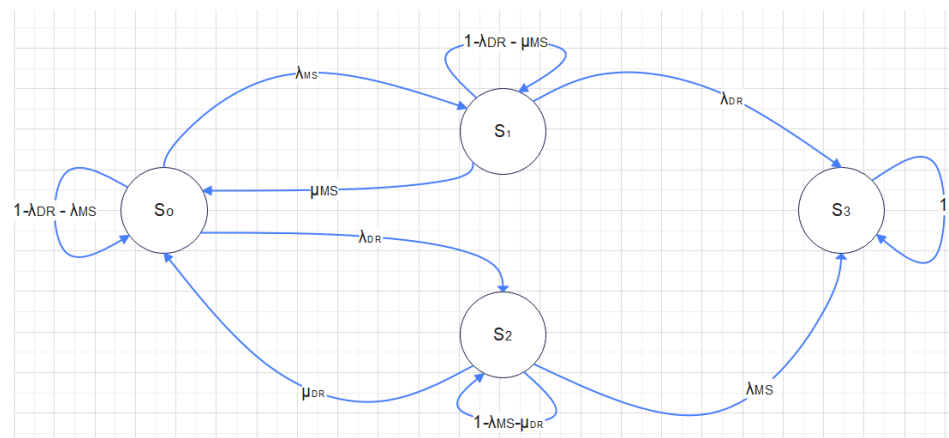 1-λDR - μMS
λMS
λDR
S1
μMS
1-λDR - λMS
S0
S3
1
λDR
S2
μDR
λMS
1-λMS-μDR